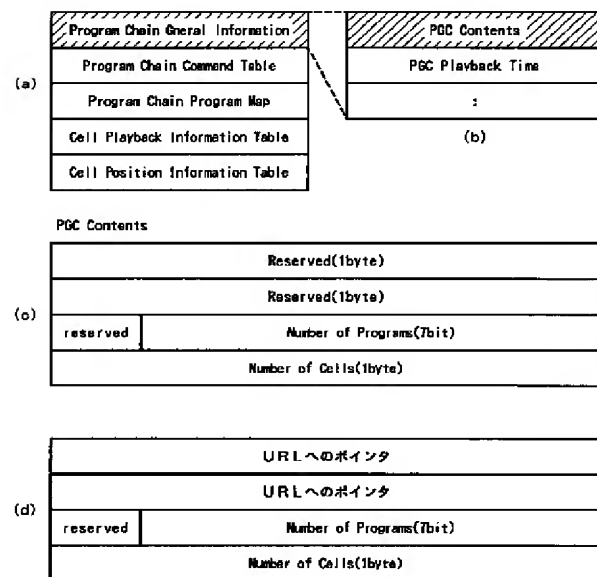 Program Chain Gneral Information
Program Chain Command Table
Program Chain Program Map
Cell Playback Information Table
Cell Position Information Table
(a)
PGC Contents
PGC Playback Time
:
(b)
PGC Contents
Reserved(1byte)
Reserved(1byte)
reserved Number of Programs(7bit)
Number of Cells(1byte)
(c)
URLへのポインタ
URLへのポインタ
reserved Number of Programs(7bit)
Number of Cells(1byte)
(d)